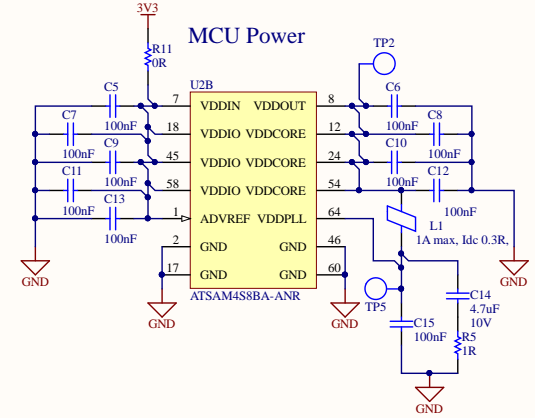 3V3
MCU Power
R11
0R
TP2
U2B
C5
100nF
7
VDDIN
VDDOUT
8
C6
100nF
C7
100nF
18
VDDIO
VDDCORE
12
C8
100nF
C9
100nF
45
VDDIO
VDDCORE
24
C10
100nF
C11
100nF
58
VDDIO
VDDCORE
54
C12
100nF
C13
100nF
1
ADVREF
VDDPLL
64
L1
1A max, Idc 0.3R,
2
GND
GND
46
17
GND
GND
60
ATSAM4S8BA-ANR
GND
GND
GND
GND
TP5
C14
4.7uF
10V
C15
100nF
R5
1R
GND